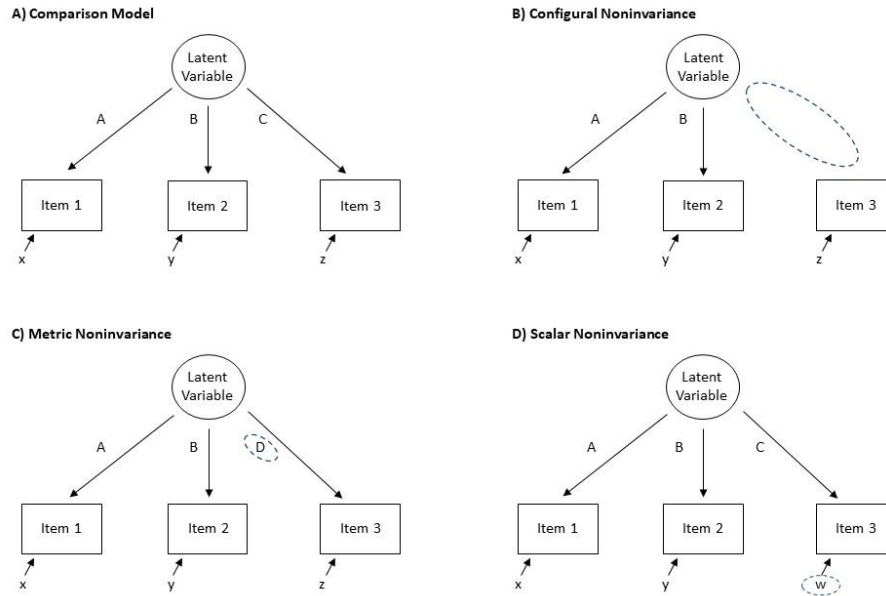 A) Comparison Model
Latent
Variable
A
B
C
Item 1
Item 2
Item 3
x
y
z
B) Configural Noninvariance
Latent
Variable
A
B
Item 1
Item 2
Item 3
x
y
z
C) Metric Noninvariance
Latent
Variable
A
B
D
Item 1
Item 2
Item 3
x
y
z
D) Scalar Noninvariance
Latent
Variable
A
B
C
Item 1
Item 2
Item 3
x
y
w